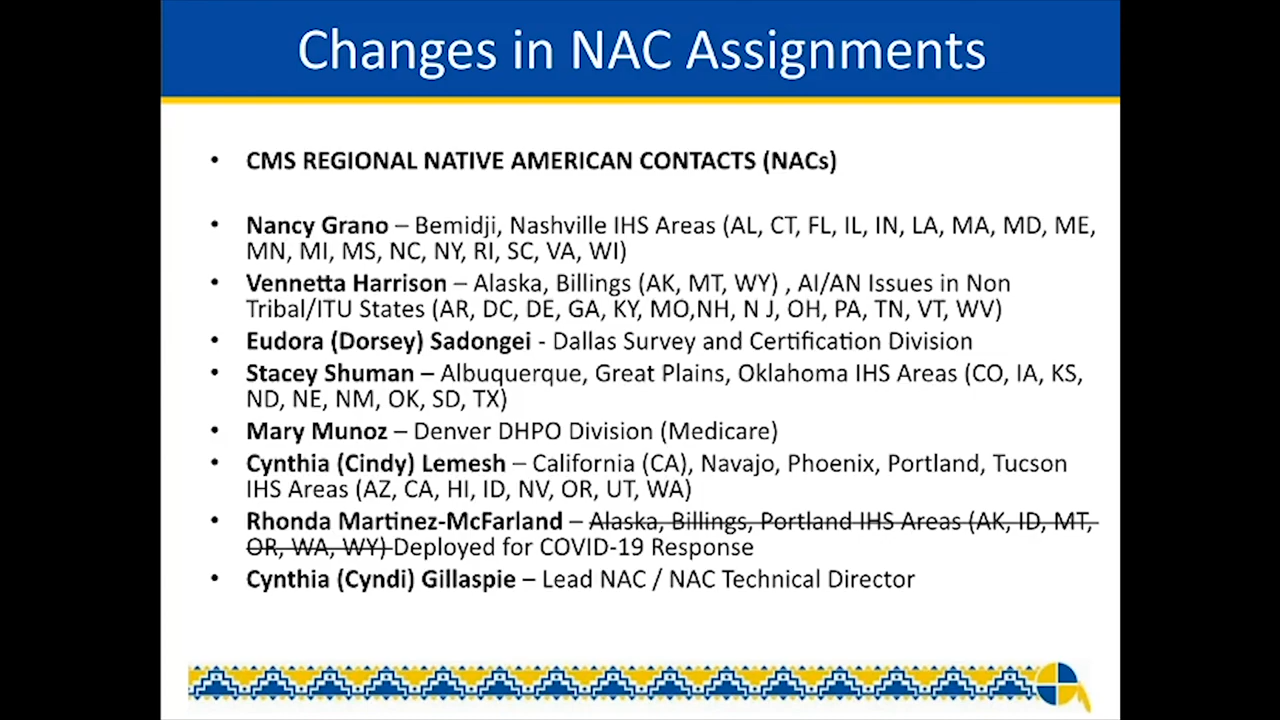 Changes in NAC Assignments
• CMS REGIONAL NATIVE AMERICAN CONTACTS (NACs)
• Nancy Grano – Bemidji, Nashville IHS Areas (AL, CT, FL, IL, IN, LA, MA, MD, ME,
MN, MI, MS, NC, NY, RI, SC, VA, WI)
• Vennetta Harrison – Alaska, Billings (AK, MT, WY) , AI/AN Issues in Non
Tribal/ITU States (AR, DC, DE, GA, KY, MO,NH, N J, OH, PA, TN, VT, WV)
• Eudora (Dorsey) Sadongei - Dallas Survey and Certification Division
• Stacey Shuman – Albuquerque, Great Plains, Oklahoma IHS Areas (CO, IA, KS,
ND, NE, NM, OK, SD, TX)
• Mary Munoz – Denver DHPO Division (Medicare)
• Cynthia (Cindy) Lemesh – California (CA), Navajo, Phoenix, Portland, Tucson
IHS Areas (AZ, CA, HI, ID, NV, OR, UT, WA)
• Rhonda Martinez-McFarland – Alaska, Billings, Portland IHS Areas (AK, ID, MT,
OR, WA, WY) Deployed for COVID-19 Response
• Cynthia (Cyndi) Gillaspie – Lead NAC / NAC Technical Director